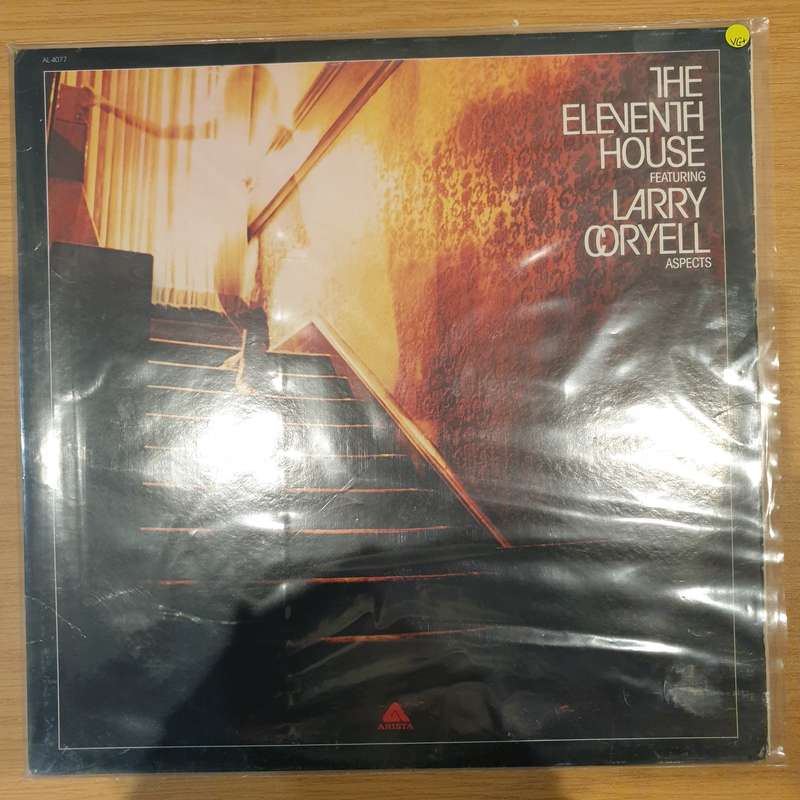 AL 4077
VG+
THE
ELEVENTH
HOUSE
FEATURING
LARRY
CORYELL
ASPECTS
ARISTA